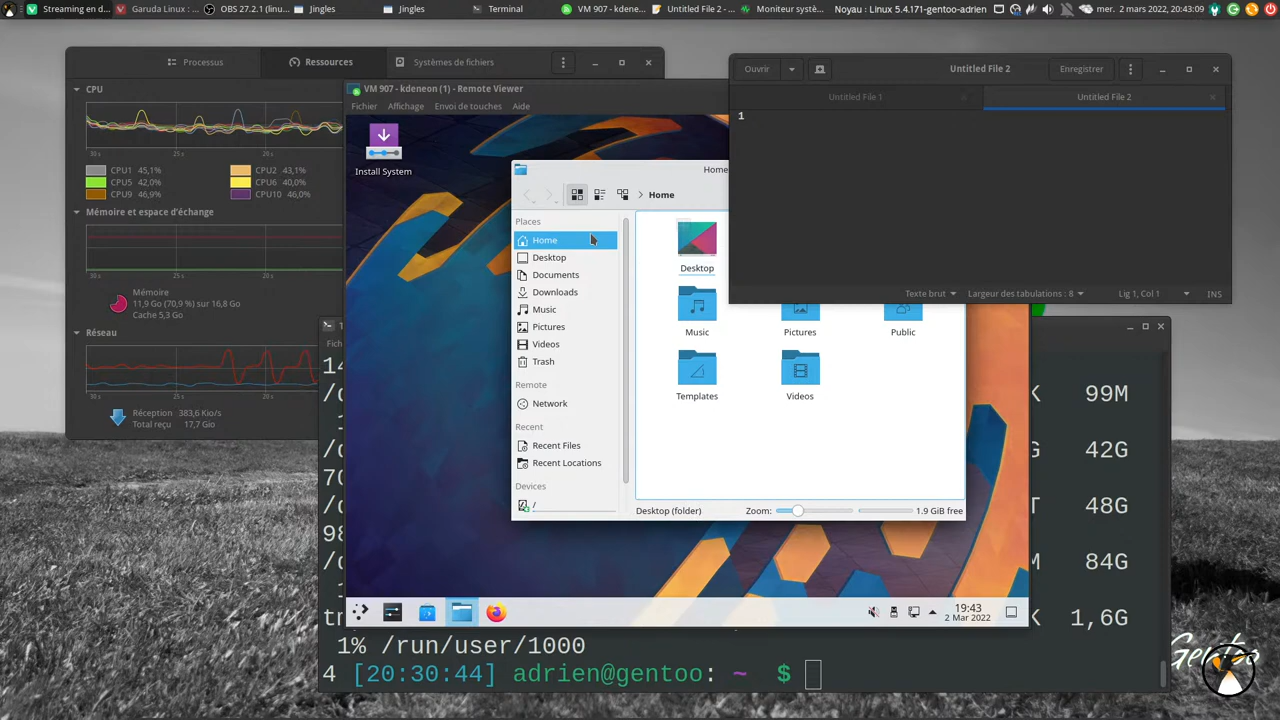 Streaming en d...
Garuda Linux : ...
OBS 27.2.1 (linu...
Jingles
Jingles
Terminal
VM 907 - kdene...
Untitled File 2 - ...
Moniteur systè...
Noyau : Linux 5.4.171-gentoo-adrien
mer. 2 mars 2022, 20:43:09
Processus
Ressources
Systèmes de fichiers
CPU
30 s
25 s
20 s
CPU1 45,1%
CPU2 43,1%
CPU5 42,0%
CPU6 40,0%
CPU9 46,9%
CPU10 46,0%
Mémoire et espace d'échange
30 s
25 s
20 s
Mémoire
11,9 Go (70,9 %) sur 16,8 Go
Cache 5,3 Go
Réseau
30 s
25 s
20 s
Réception 383,6 Kio/s
Total reçu 17,7 Gio
VM 907 - kdeneon (1) - Remote Viewer
Fichier Affichage Envoi de touches Aide
Install System
Home
Home
Places
Home
Desktop
Documents
Downloads
Music
Pictures
Videos
Trash
Remote
Network
Recent
Recent Files
Recent Locations
Devices
/
Desktop
Music
Pictures
Public
Templates
Videos
Desktop (folder)
Zoom:
1.9 GiB free
19:43
2 Mar 2022
Ouvrir
Untitled File 2
Enregistrer
Untitled File 1
Untitled File 2
1
Texte brut
Largeur des tabulations : 8
Lig 1, Col 1
INS
99M
42G
48G
84G
1,6G
1% /run/user/1000
4 [20:30:44] adrien@gentoo: ~ $
Gentoo